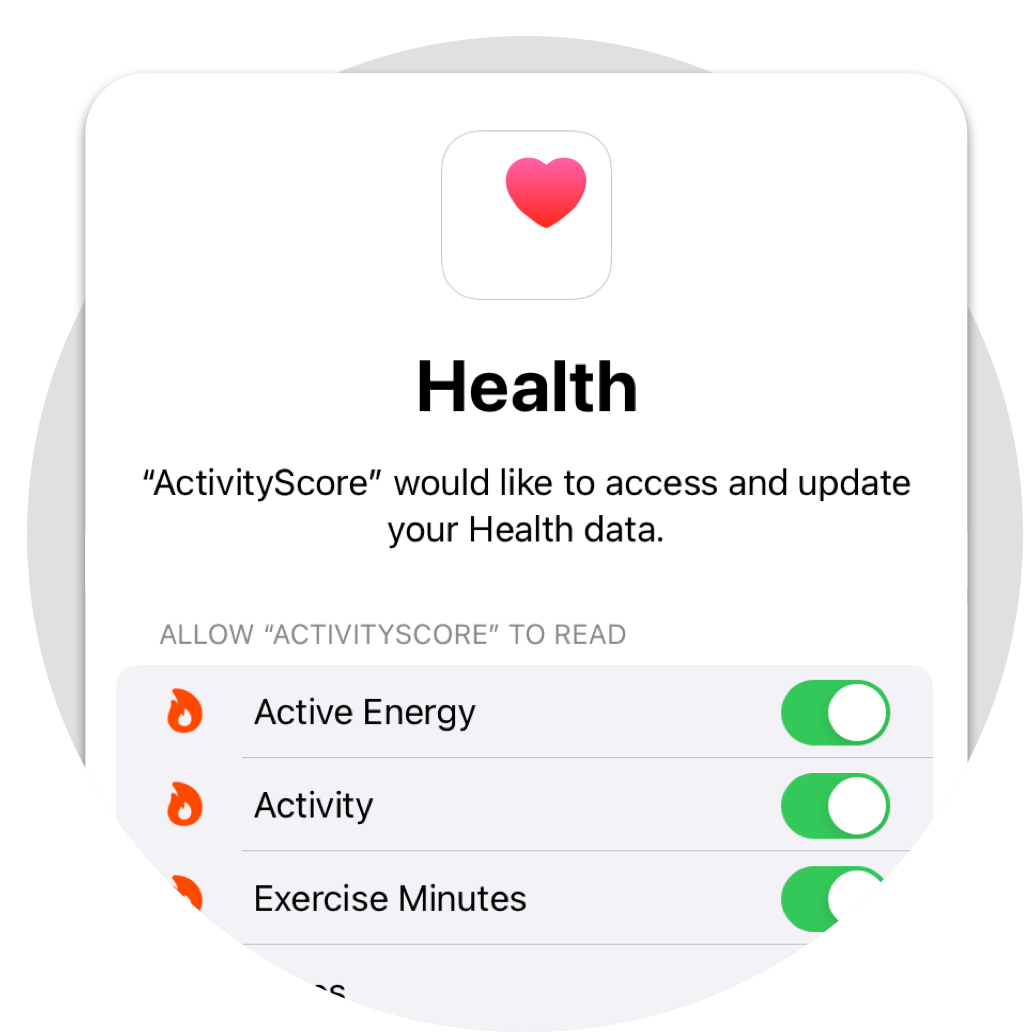 Health
“ActivityScore” would like to access and update
your Health data.
ALLOW “ACTIVITYSCORE” TO READ
Active Energy
Activity
Exercise Minutes